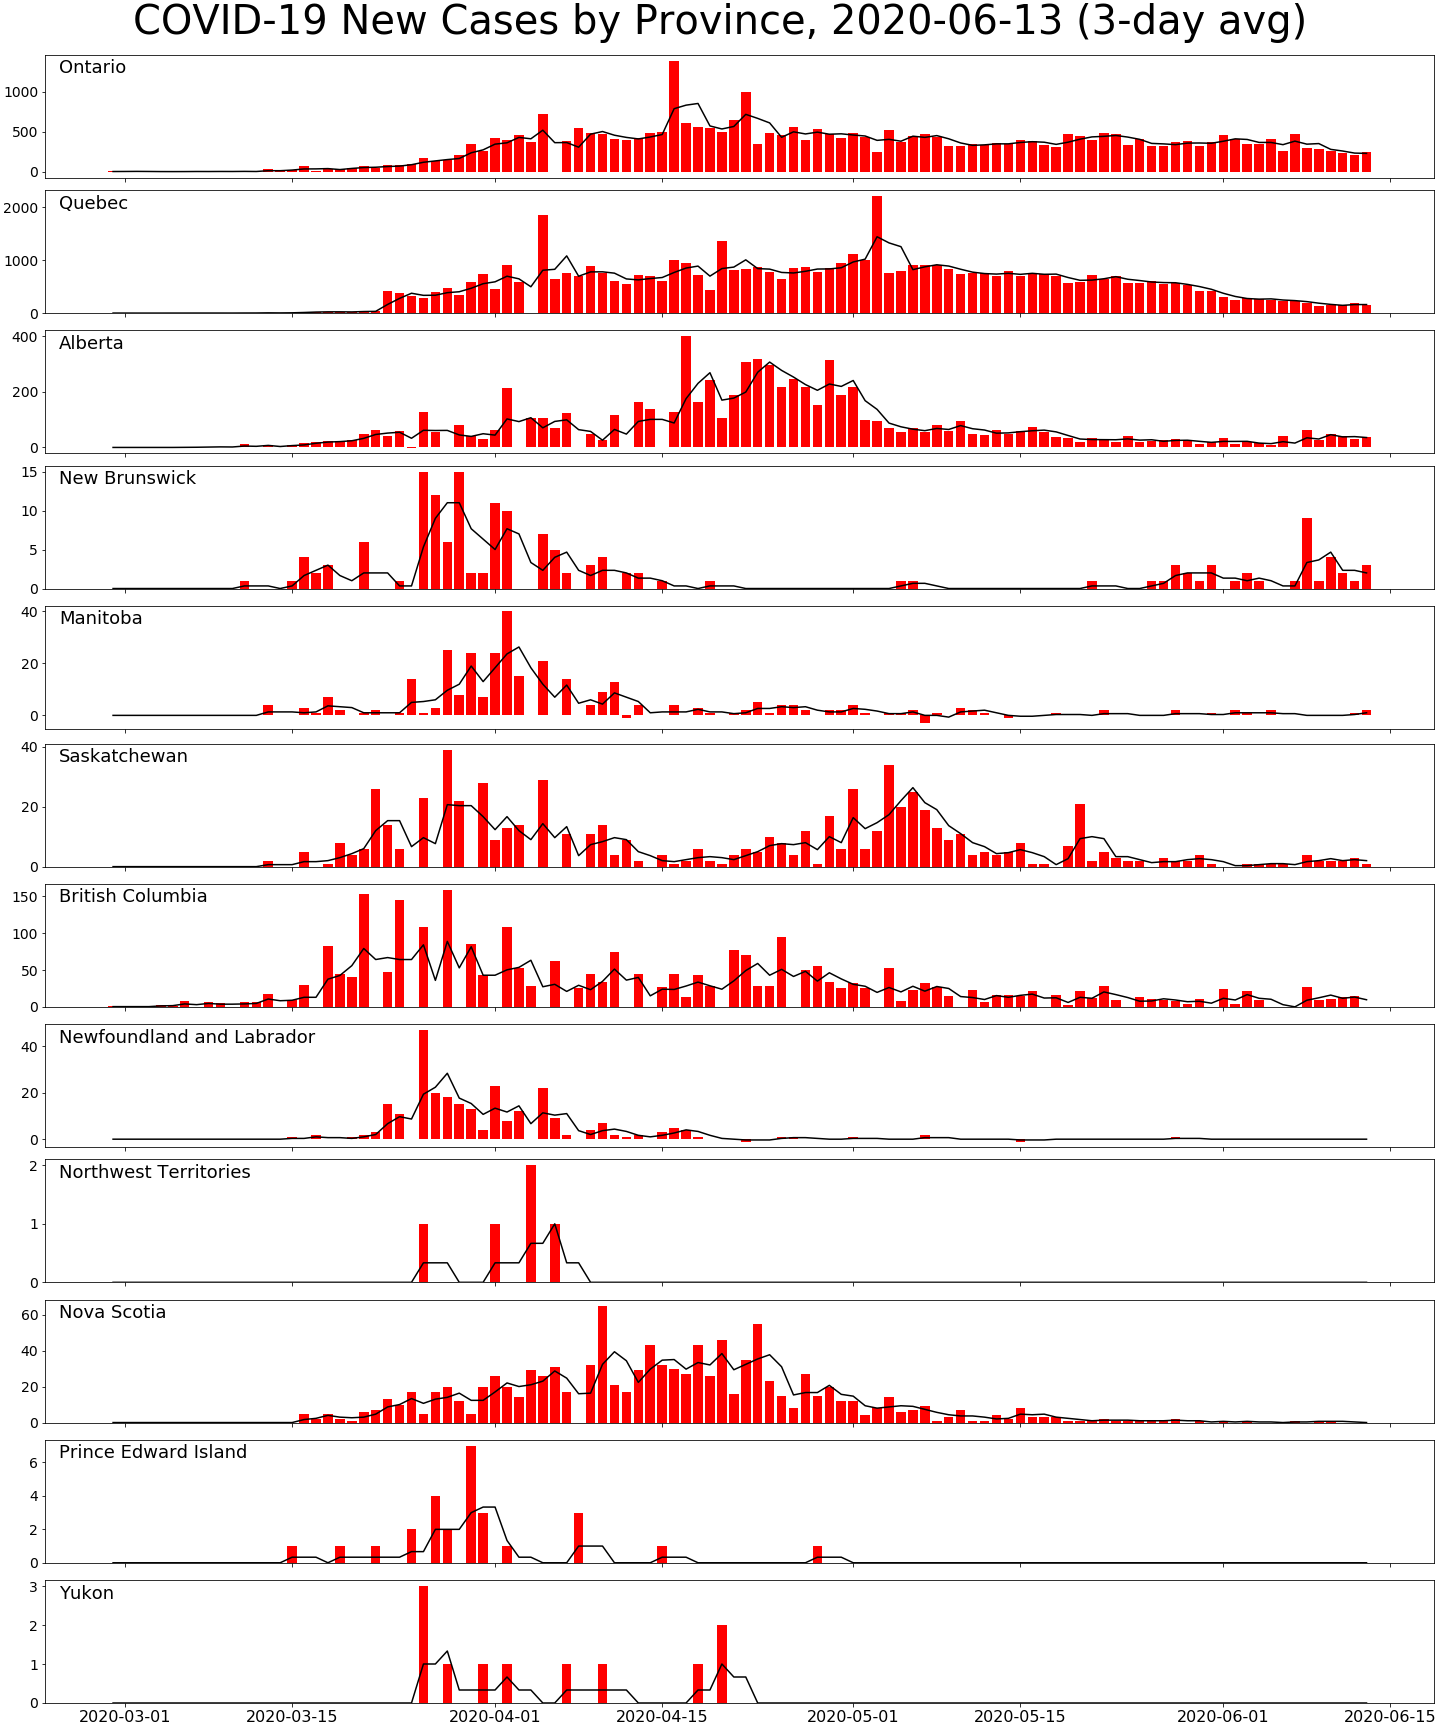 COVID-19 New Cases by Province, 2020-06-13 (3-day avg)
Ontario
1000
500
0
Quebec
2000
1000
0
Alberta
400
200
0
New Brunswick
15
10
5
0
Manitoba
40
20
0
Saskatchewan
40
20
0
British Columbia
150
100
50
0
Newfoundland and Labrador
40
20
0
Northwest Territories
2
1
0
Nova Scotia
60
40
20
0
Prince Edward Island
6
4
2
0
Yukon
3
2
1
0
2020-03-01 2020-03-15 2020-04-01 2020-04-15 2020-05-01 2020-05-15 2020-06-01 2020-06-15